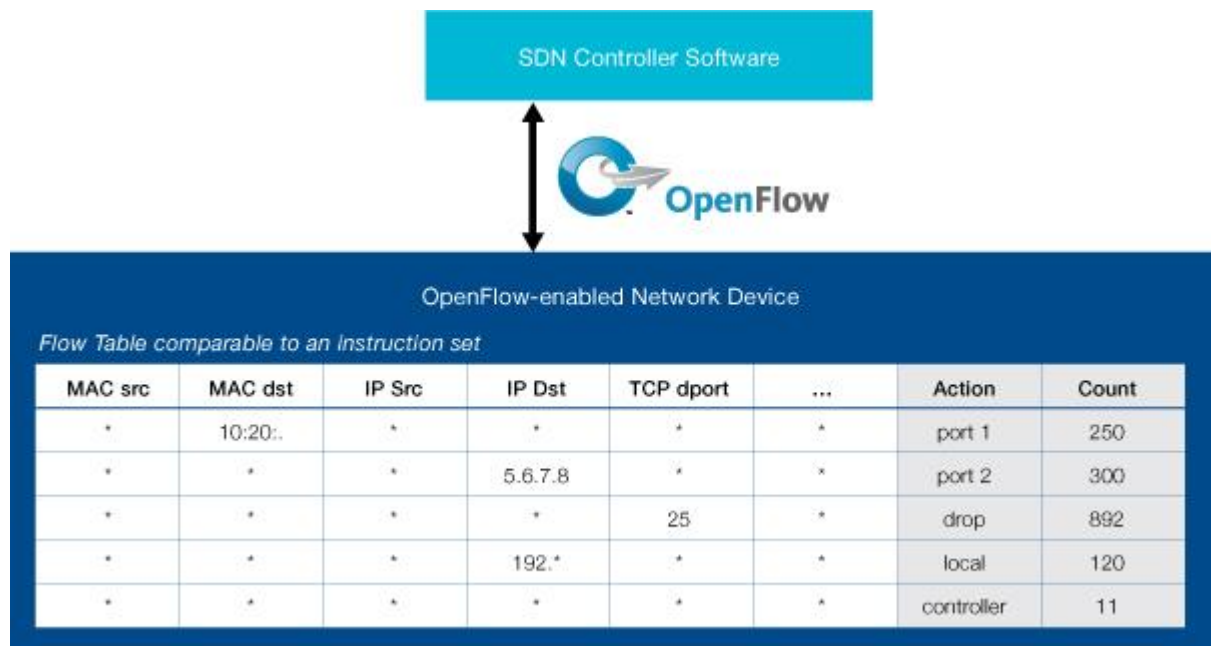 SDN Controller Software
OpenFlow
OpenFlow-enabled Network Device
Flow Table comparable to an instruction set
MAC src MAC dst IP Src IP Dst TCP dport ... Action Count
* 10:20:. * * * * port 1 250
* * * 5.6.7.8 * * port 2 300
* * * * 25 * drop 892
* * * 192.* * * local 120
* * * * * * controller 11